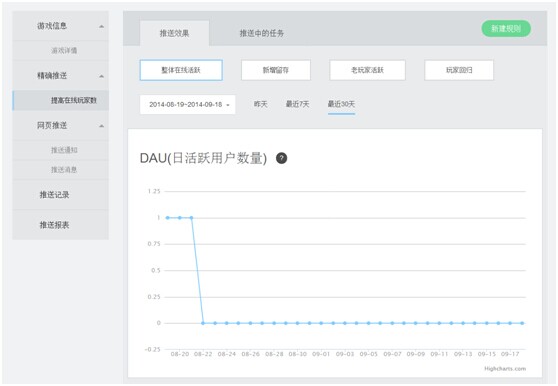 游戏信息
游戏详情
精确推送
提高在线玩家数
网页推送
推送通知
推送消息
推送记录
推送报表
推送效果
推送中的任务
新建规则
整体在线活跃
新增留存
老玩家活跃
玩家回归
2014-08-19~2014-09-18
昨天
最近7天
最近30天
DAU(日活跃用户数量) ?
1.25
1
0.75
0.5
0.25
0
-0.25
08-20 08-22 08-24 08-26 08-28 08-30 09-01 09-03 09-05 09-07 09-09 09-11 09-13 09-15 09-17
Highcharts.com